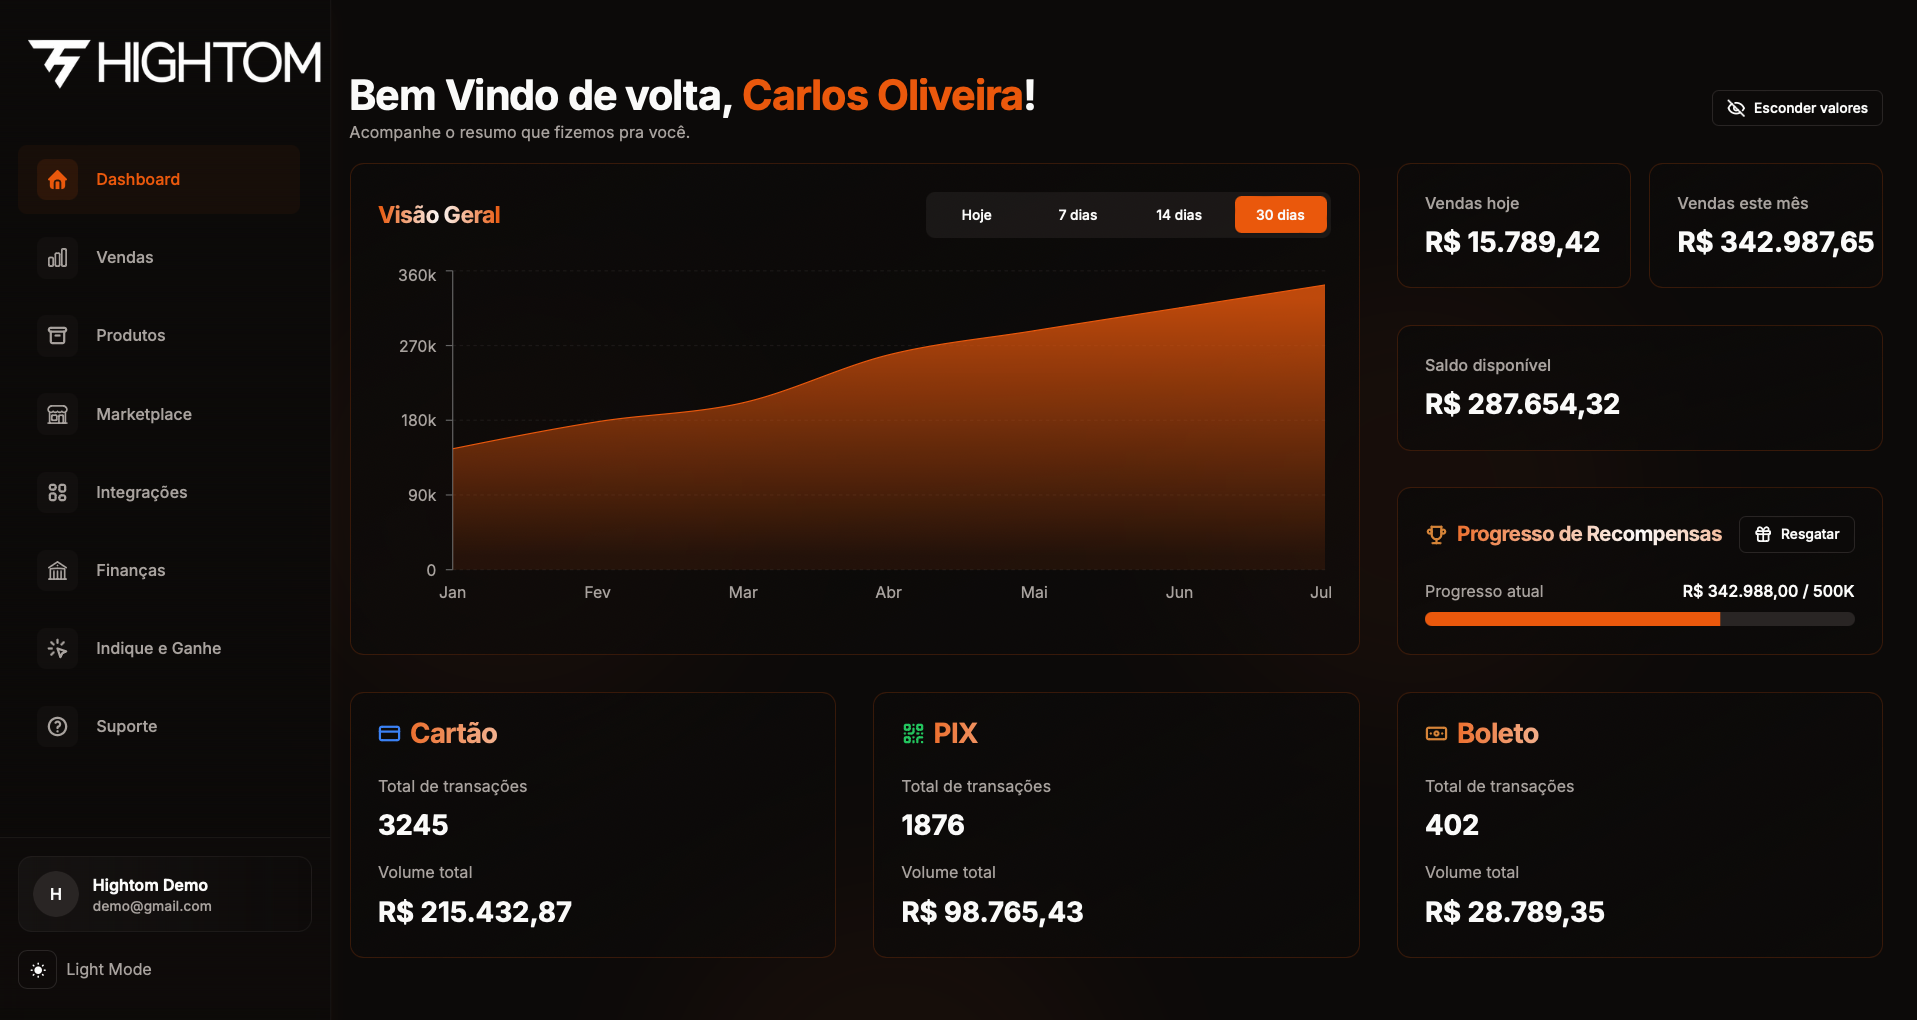 HIGHTOM
Dashboard
Vendas
Produtos
Marketplace
Integrações
Finanças
Indique e Ganhe
Suporte
H
Hightom Demo
demo@gmail.com
Light Mode
Bem Vindo de volta, Carlos Oliveira!
Acompanhe o resumo que fizemos pra você.
Esconder valores
Visão Geral
Hoje
7 dias
14 dias
30 dias
360k
270k
180k
90k
0
Jan
Fev
Mar
Abr
Mai
Jun
Jul
Vendas hoje
R$ 15.789,42
Vendas este mês
R$ 342.987,65
Saldo disponível
R$ 287.654,32
Progresso de Recompensas
Resgatar
Progresso atual
R$ 342.988,00 / 500K
Cartão
Total de transações
3245
Volume total
R$ 215.432,87
PIX
Total de transações
1876
Volume total
R$ 98.765,43
Boleto
Total de transações
402
Volume total
R$ 28.789,35